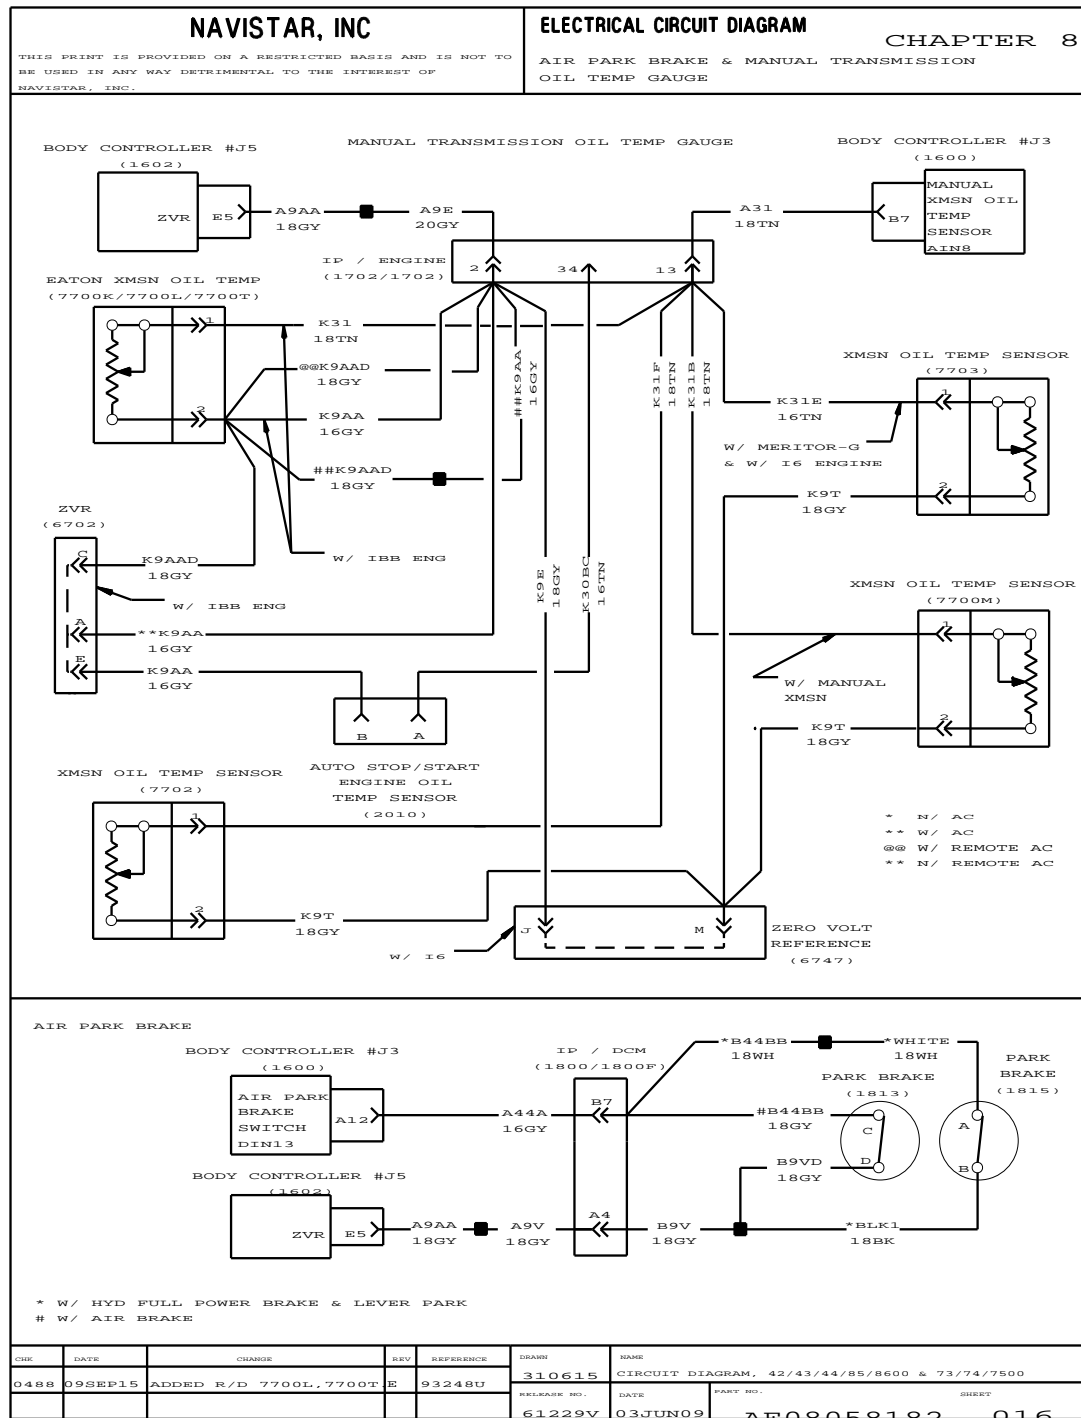 NAVISTAR, INC
THIS PRINT IS PROVIDED ON A RESTRICTED BASIS AND IS NOT TO
BE USED IN ANY WAY DETRIMENTAL TO THE INTEREST OF
NAVISTAR, INC.
ELECTRICAL CIRCUIT DIAGRAM
CHAPTER 8
AIR PARK BRAKE & MANUAL TRANSMISSION
OIL TEMP GAUGE
MANUAL TRANSMISSION OIL TEMP GAUGE
BODY CONTROLLER #J5
(1602)
ZVR
E5
A9AA
18GY
A9E
20GY
BODY CONTROLLER #J3
(1600)
MANUAL
XMSN OIL
TEMP
SENSOR
AIN8
B7
A31
18TN
IP / ENGINE
(1702/1702)
2
34
13
EATON XMSN OIL TEMP
(7700K/7700L/7700T)
1
2
K31
18TN
@@K9AAD
18GY
K9AA
16GY
##K9AAD
18GY
##K9AA
16GY
K31F
18TN
K31B
18TN
XMSN OIL TEMP SENSOR
(7703)
1
2
K31E
16TN
W/ MERITOR-G
& W/ I6 ENGINE
K9T
18GY
ZVR
(6702)
C
A
E
K9AAD
18GY
W/ IBB ENG
W/ IBB ENG
**K9AA
16GY
K9AA
16GY
K9E
18GY
K30BC
16TN
XMSN OIL TEMP SENSOR
(7700M)
1
2
W/ MANUAL
XMSN
K9T
18GY
B
A
AUTO STOP/START
ENGINE OIL
TEMP SENSOR
(2010)
XMSN OIL TEMP SENSOR
(7702)
1
2
K9T
18GY
* N/ AC
** W/ AC
@@ W/ REMOTE AC
** N/ REMOTE AC
J
M
W/ I6
ZERO VOLT
REFERENCE
(6747)
AIR PARK BRAKE
BODY CONTROLLER #J3
(1600)
AIR PARK
BRAKE
SWITCH
DIN13
A12
A44A
16GY
IP / DCM
(1800/1800F)
B7
A4
*B44BB
18WH
*WHITE
18WH
PARK BRAKE
(1813)
PARK
BRAKE
(1815)
#B44BB
18GY
C
D
A
B
B9VD
18GY
BODY CONTROLLER #J5
(1602)
ZVR
E5
A9AA
18GY
A9V
18GY
B9V
18GY
*BLK1
18BK
* W/ HYD FULL POWER BRAKE & LEVER PARK
# W/ AIR BRAKE
CHK
DATE
CHANGE
REV
REFERENCE
0488
09SEP15
ADDED R/D 7700L,7700T
E
93248U
DRAWN
310615
NAME
CIRCUIT DIAGRAM, 42/43/44/85/8600 & 73/74/7500
RELEASE NO.
61229V
DATE
03JUN09
PART NO.
AE08058182
SHEET
016